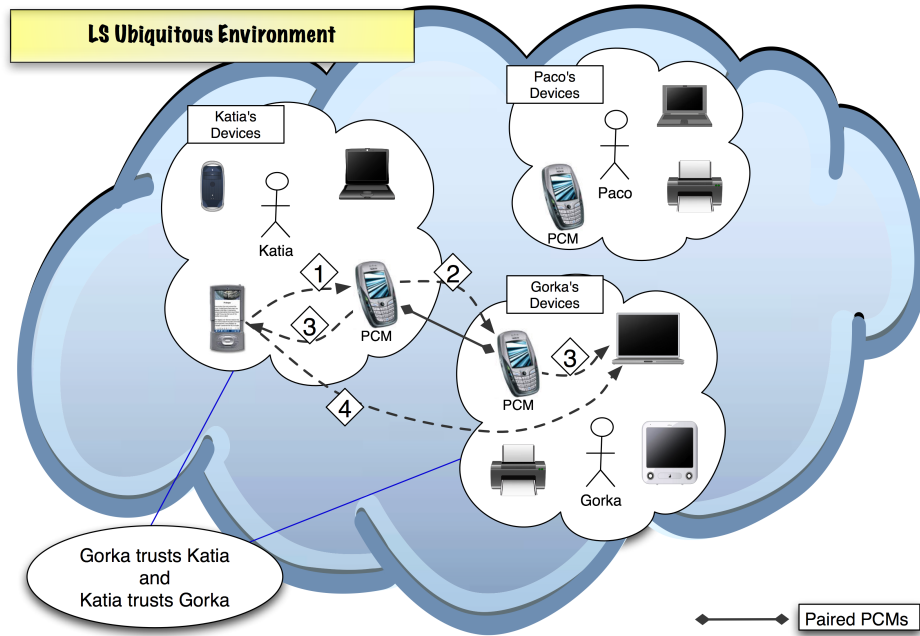 LS Ubiquitous Environment
Katia's
Devices
Katia
1
2
3
PCM
4
Paco's
Devices
Paco
PCM
Gorka's
Devices
3
PCM
Gorka
Gorka trusts Katia
and
Katia trusts Gorka
Paired PCMs